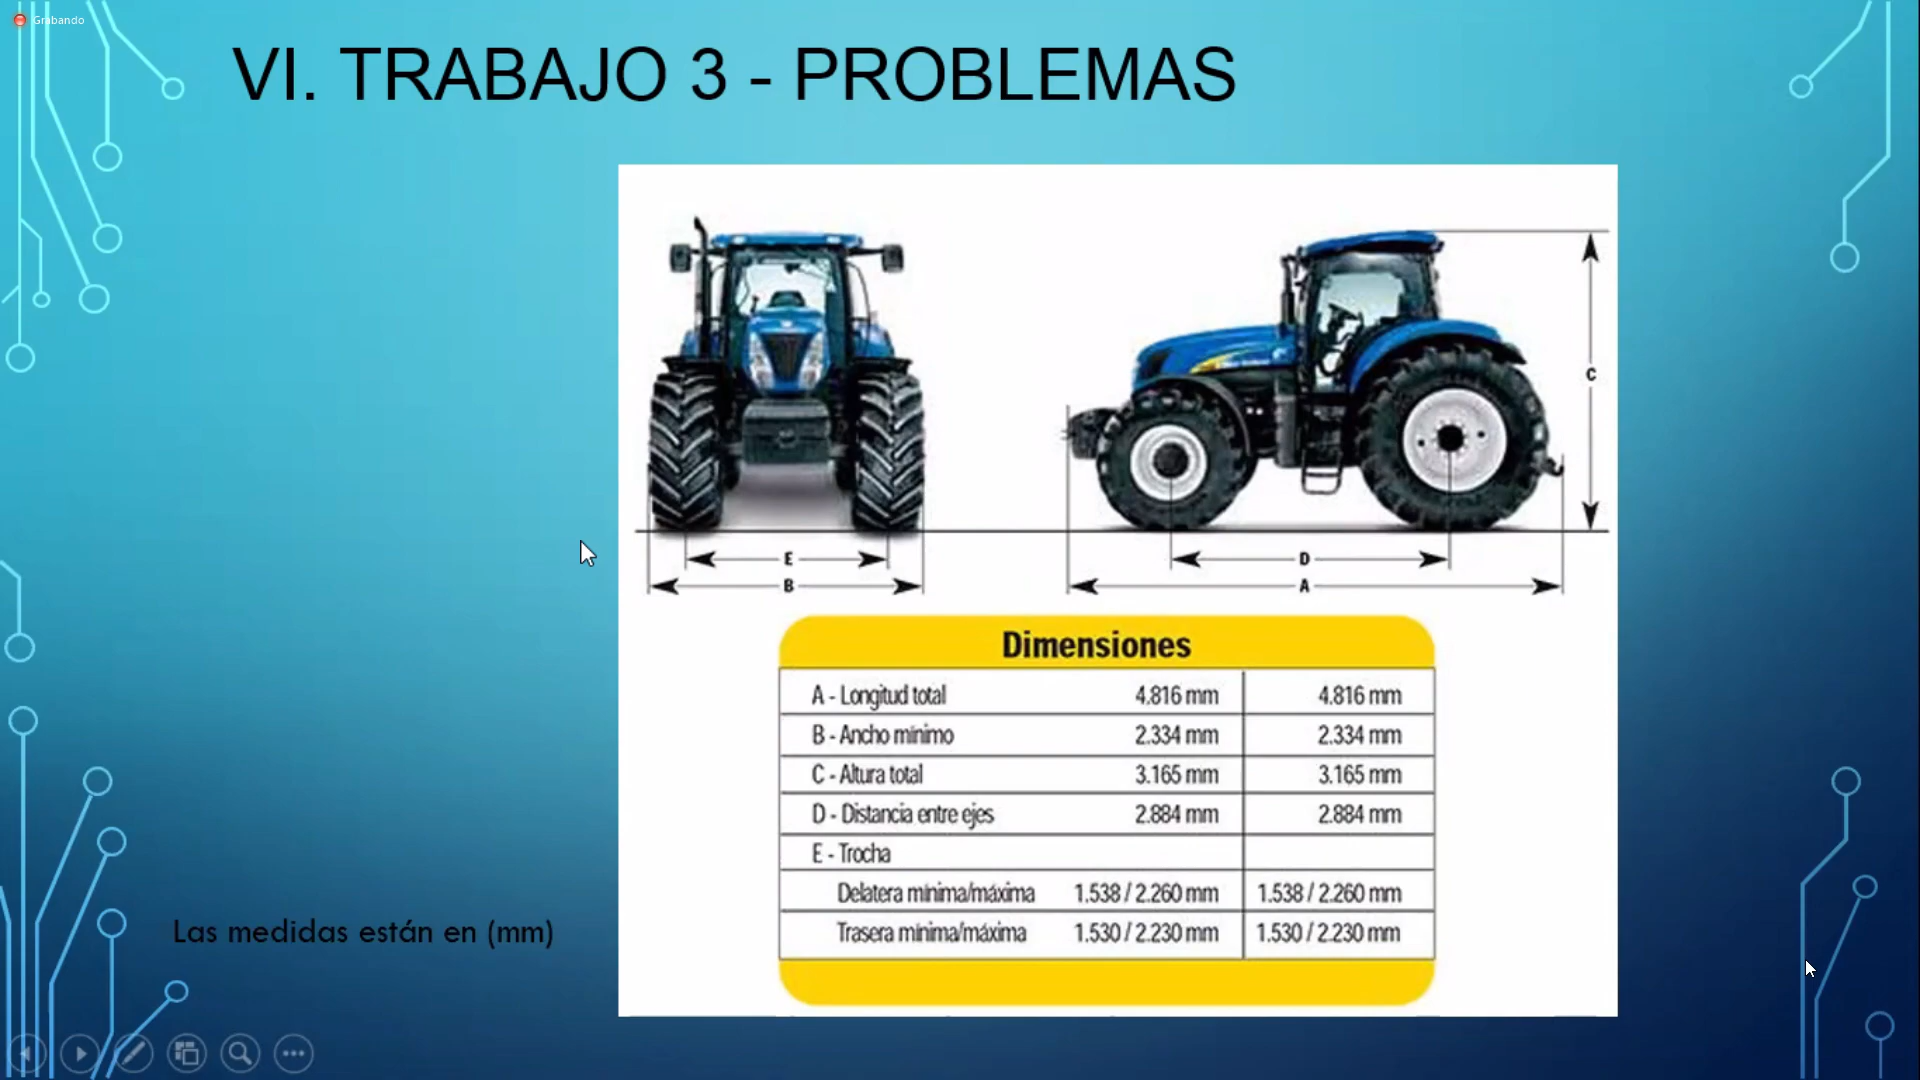 Grabando
VI. TRABAJO 3 - PROBLEMAS
C
E
B
D
A
Dimensiones
A - Longitud total 4.816 mm 4.816 mm
B - Ancho mínimo 2.334 mm 2.334 mm
C - Altura total 3.165 mm 3.165 mm
D - Distancia entre ejes 2.884 mm 2.884 mm
E - Trocha
Delatera mínima/máxima 1.538 / 2.260 mm 1.538 / 2.260 mm
Trasera mínima/máxima 1.530 / 2.230 mm 1.530 / 2.230 mm
Las medidas están en (mm)